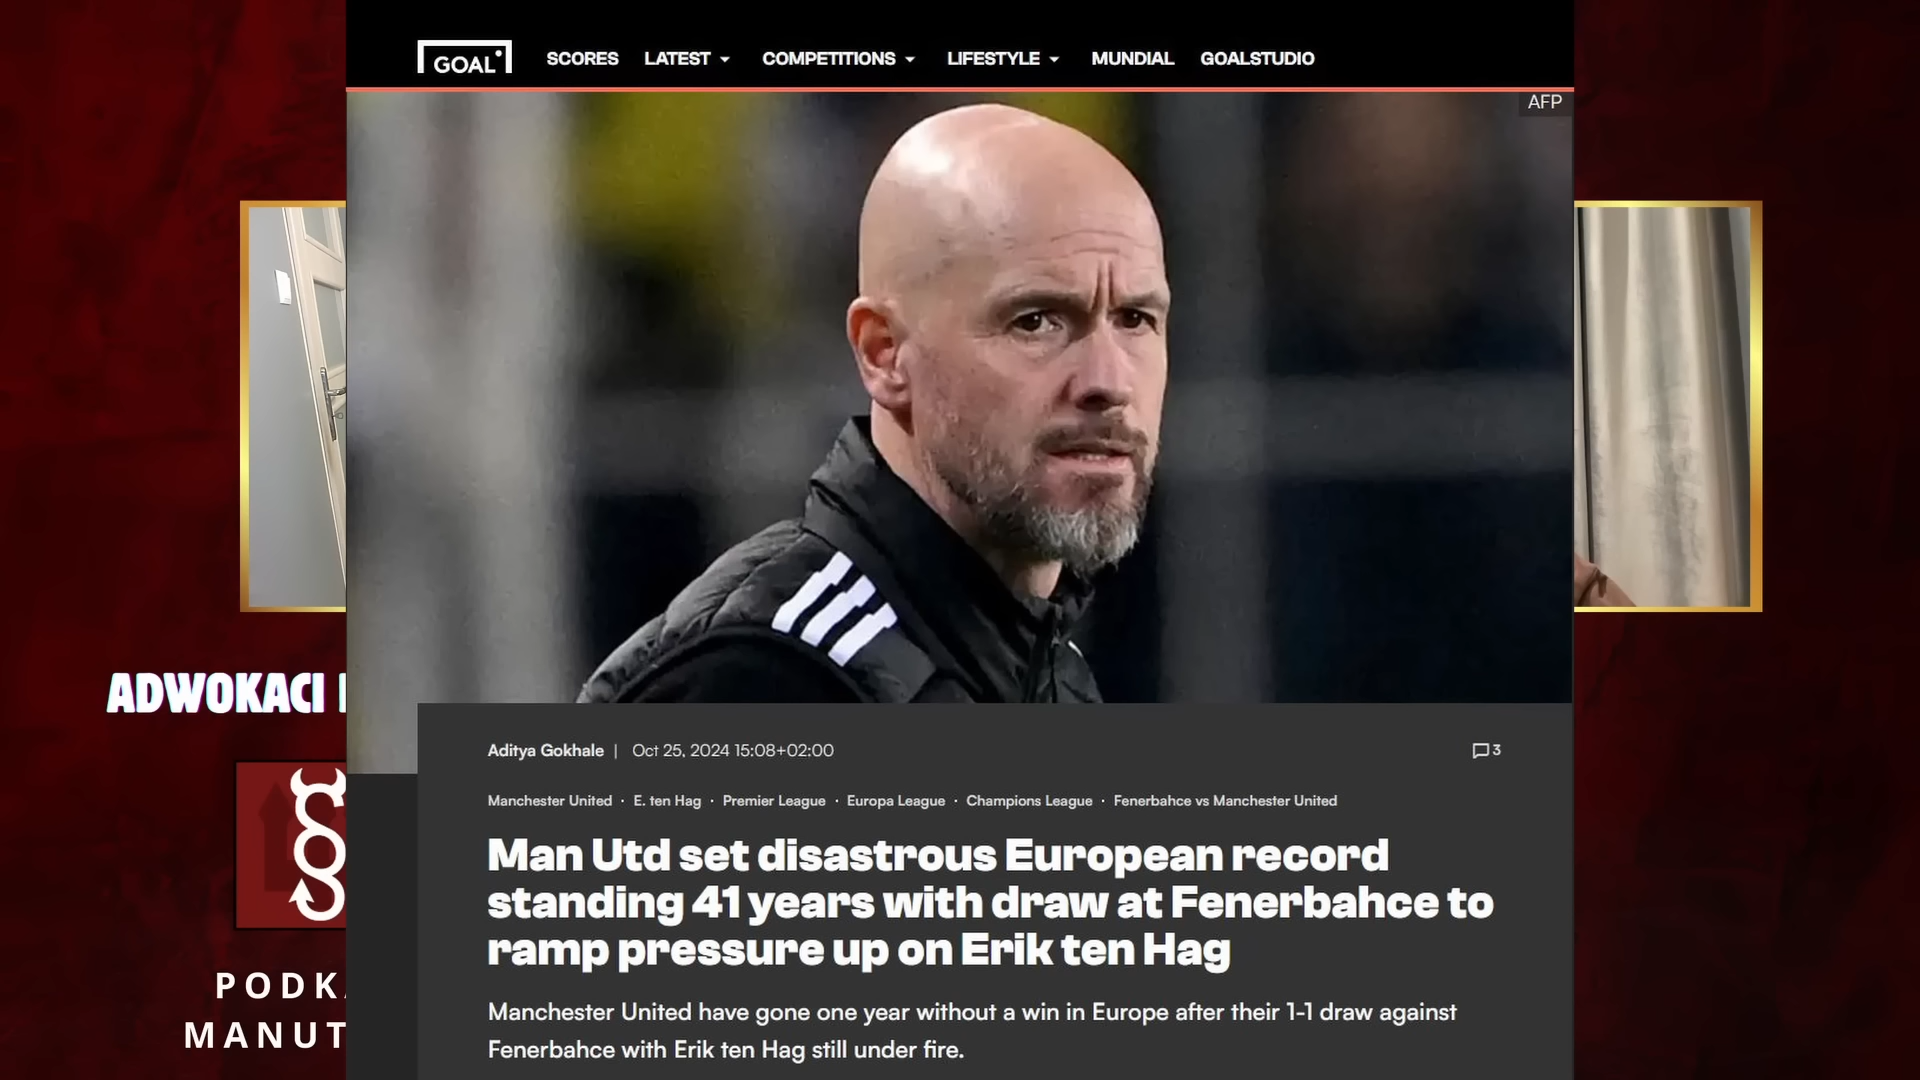 GOAL
SCORES
LATEST
COMPETITIONS
LIFESTYLE
MUNDIAL
GOALSTUDIO
AFP
ADWOKACI
Aditya Gokhale | Oct 25, 2024 15:08+02:00
3
Manchester United · E. ten Hag · Premier League · Europa League · Champions League · Fenerbahce vs Manchester United
Man Utd set disastrous European record
standing 41 years with draw at Fenerbahce to
ramp pressure up on Erik ten Hag
Manchester United have gone one year without a win in Europe after their 1-1 draw against
Fenerbahce with Erik ten Hag still under fire.
PODK
MANUT